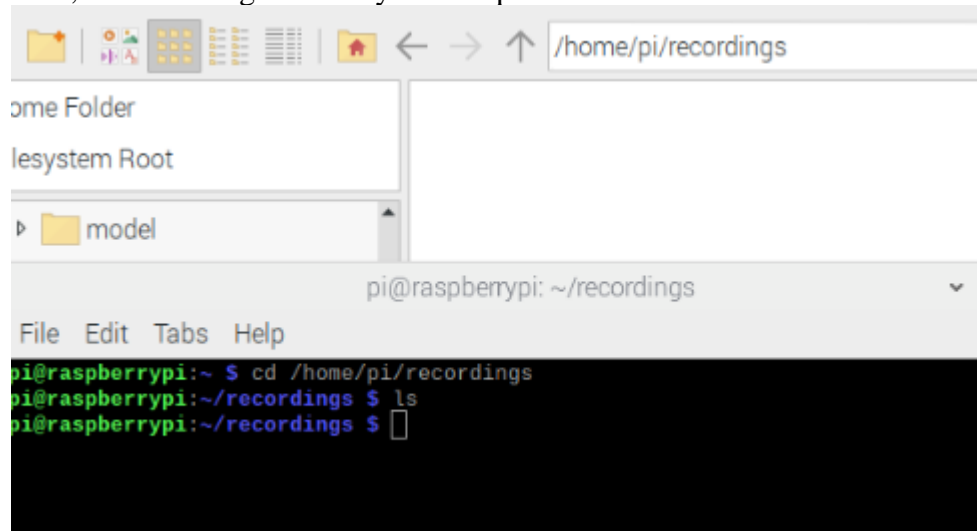 /home/pi/recordings
ome Folder
lesystem Root
model
pi@raspberrypi: ~/recordings
File Edit Tabs Help
pi@raspberrypi:~ $ cd /home/pi/recordings
pi@raspberrypi:~/recordings $ ls
pi@raspberrypi:~/recordings $